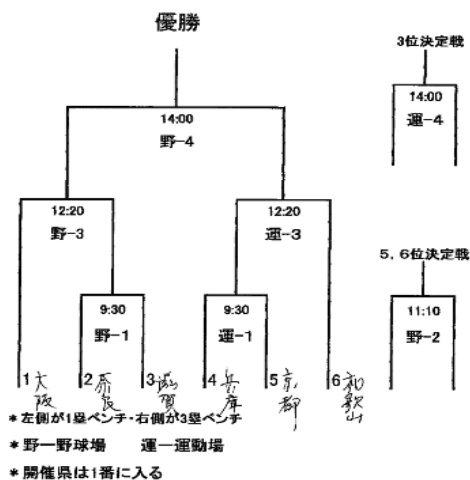 優勝
3位決定戦
14:00
野-4
14:00
運-4
12:20
野-3
12:20
運-3
5,6位決定戦
9:30
野-1
9:30
運-1
11:10
野-2
1 大阪
2 奈良
3 滋賀
4 兵庫
5 京都
6 和歌山
*左側が1塁ベンチ・右側が3塁ベンチ
*野ー野球場 運ー運動場
*開催県は1番に入る